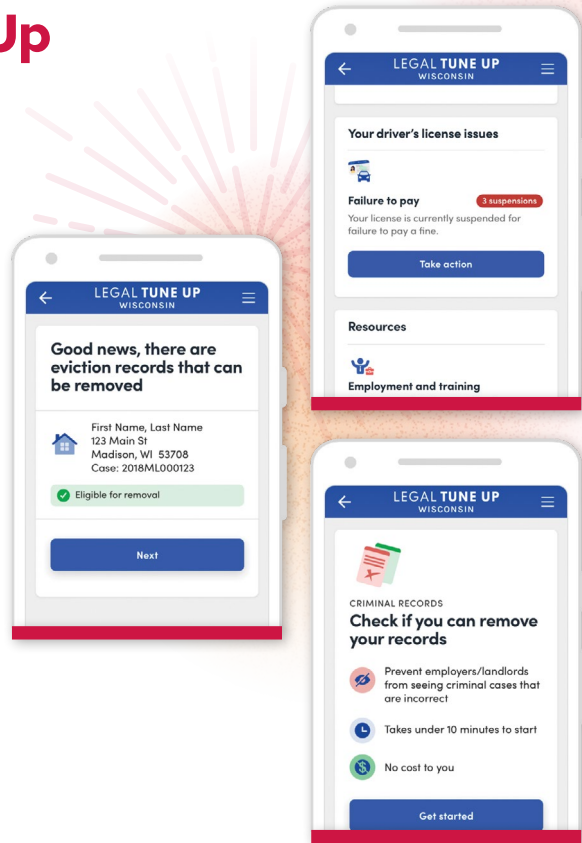 Up
LEGAL TUNE UP
WISCONSIN
Good news, there are
eviction records that can
be removed
First Name, Last Name
123 Main St
Madison, WI 53708
Case: 2018ML000123
Eligible for removal
Next
LEGAL TUNE UP
WISCONSIN
Your driver's license issues
Failure to pay
3 suspensions
Your license is currently suspended for
failure to pay a fine.
Take action
Resources
Employment and training
LEGAL TUNE UP
WISCONSIN
CRIMINAL RECORDS
Check if you can remove
your records
Prevent employers/landlords
from seeing criminal cases that
are incorrect
Takes under 10 minutes to start
No cost to you
Get started